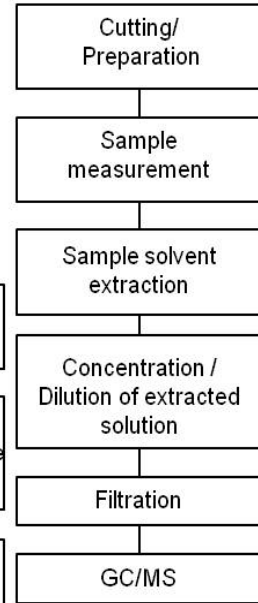 Cutting/
Preparation
Sample
measurement
Sample solvent
extraction
Concentration /
Dilution of extracted
solution
Filtration
GC/MS